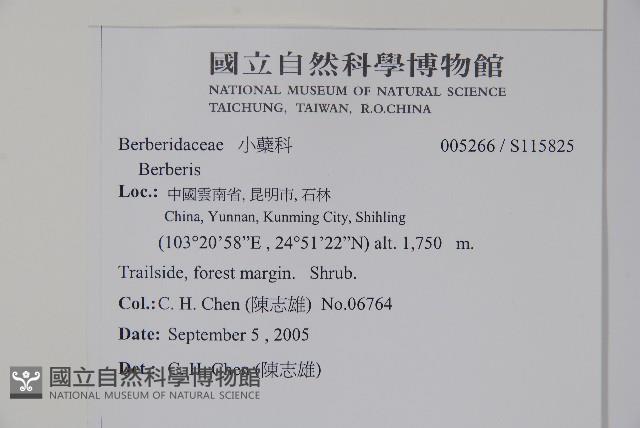 國立自然科學博物館
NATIONAL MUSEUM OF NATURAL SCIENCE
TAICHUNG, TAIWAN, R.O.CHINA
Berberidaceae 小蘗科 005266 / S115825
Berberis
Loc.: 中國雲南省, 昆明市, 石林
China, Yunnan, Kunming City, Shihling
(103°20'58”E , 24°51'22”N) alt. 1,750 m.
Trailside, forest margin. Shrub.
Col.: C. H. Chen (陳志雄) No.06764
Date: September 5 , 2005
Det.: C. H. Chen (陳志雄)
國立自然科學博物館
NATIONAL MUSEUM OF NATURAL SCIENCE